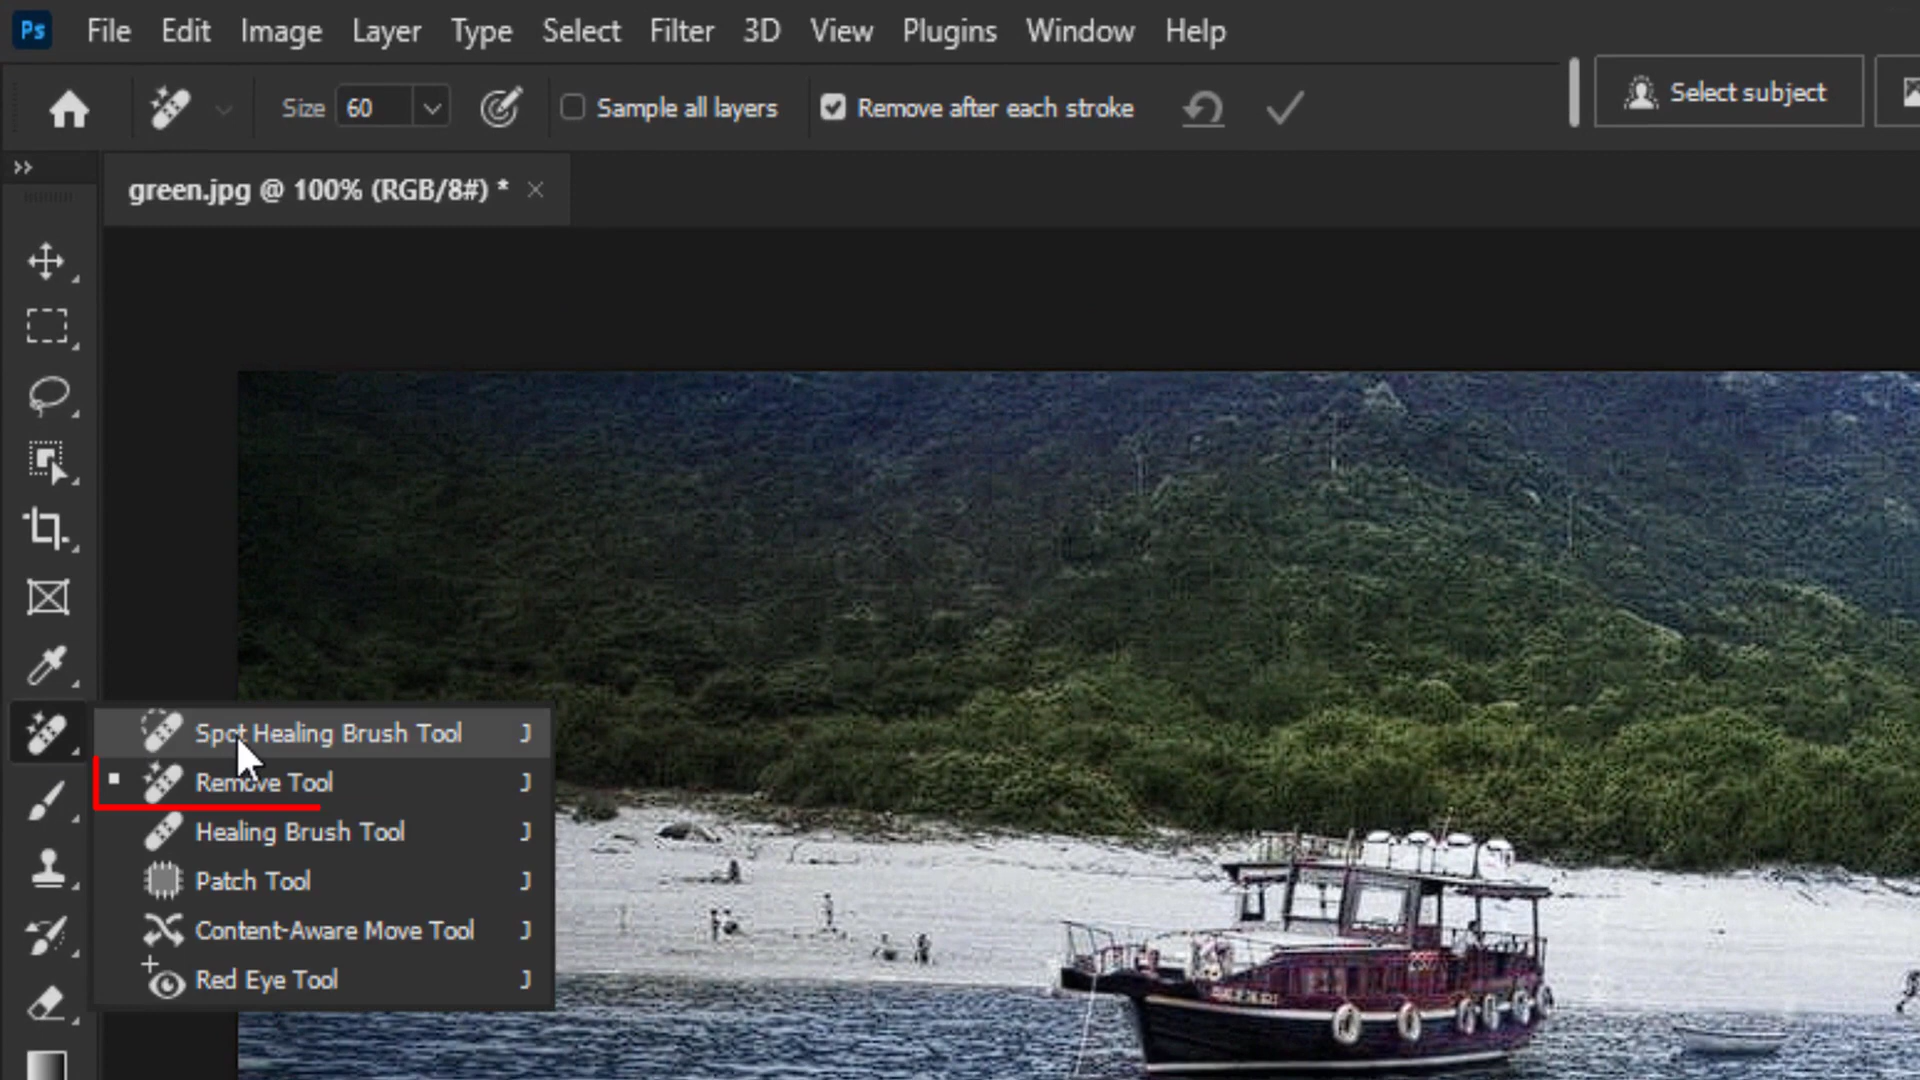 Ps File Edit Image Layer Type Select Filter 3D View Plugins Window Help
Size 60 Sample all layers Remove after each stroke Select subject
green.jpg @ 100% (RGB/8#) * ×
Spot Healing Brush Tool J
Remove Tool J
Healing Brush Tool J
Patch Tool J
Content-Aware Move Tool J
Red Eye Tool J